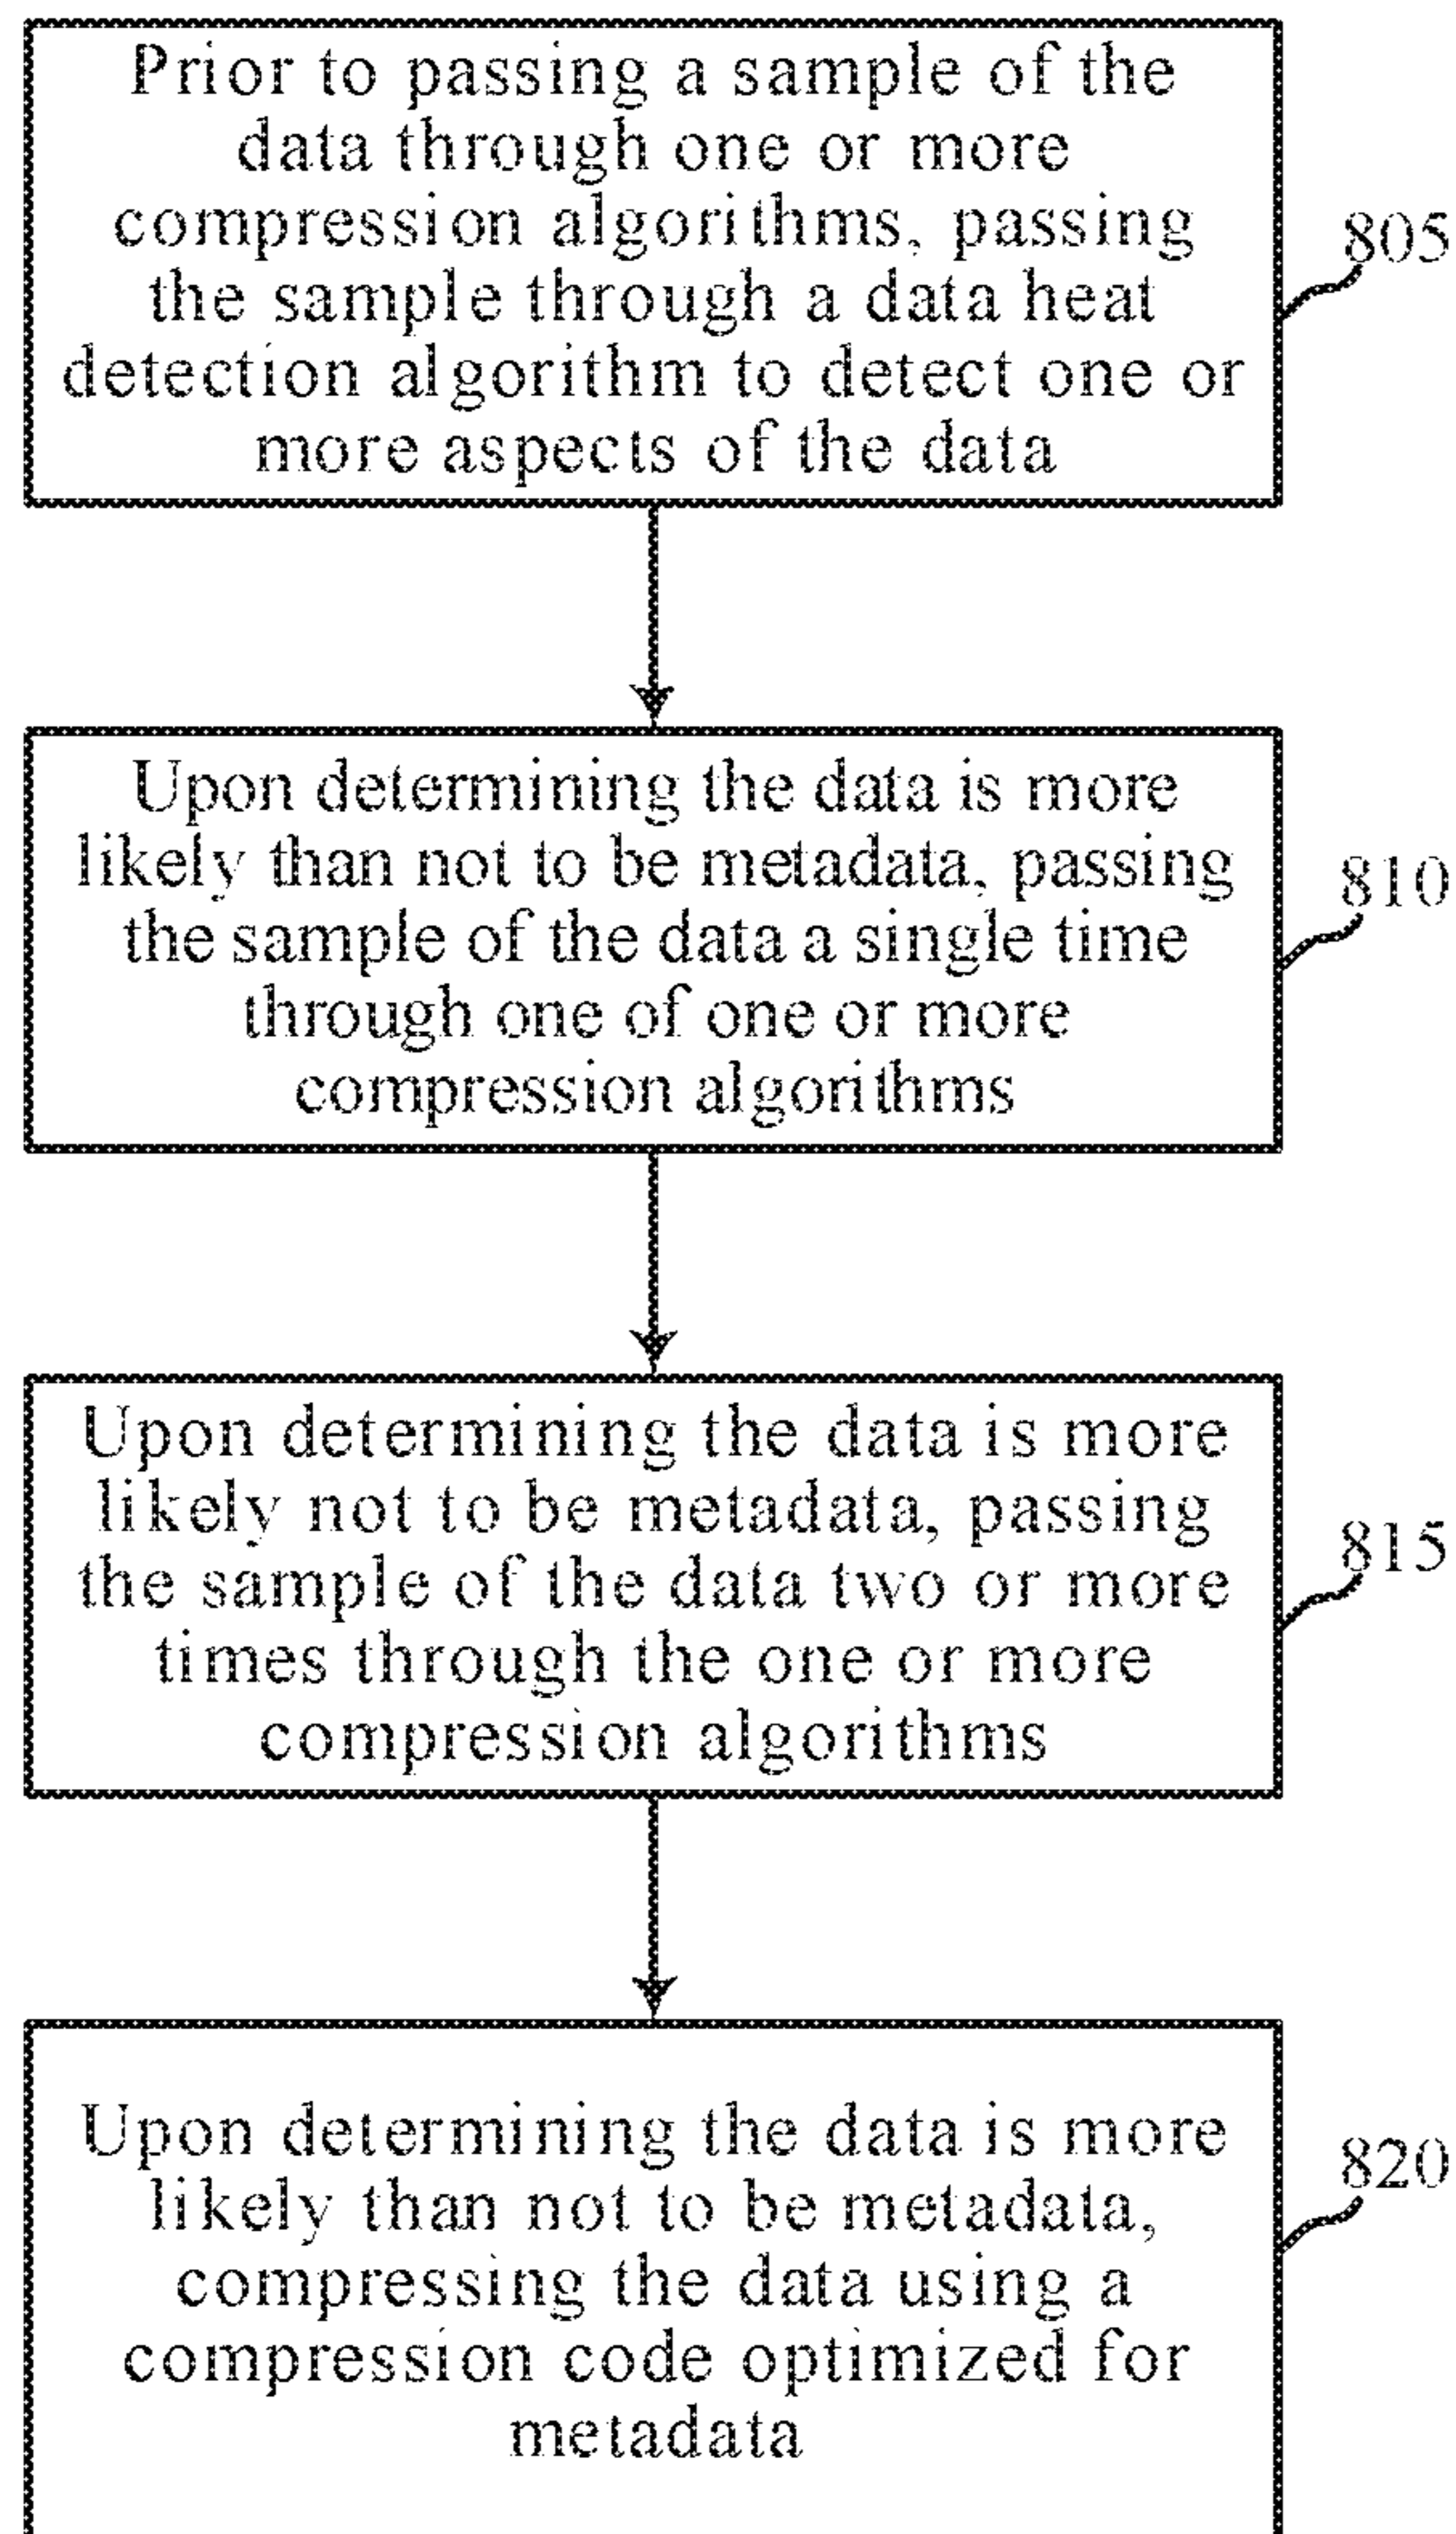 Prior to passing a sample of the
data through one or more
compression algorithms, passing
the sample through a data heat
detection algorithm to detect one or
more aspects of the data
805
Upon determining the data is more
likely than not to be metadata, passing
the sample of the data a single time
through one of one or more
compression algorithms
810
Upon determining the data is more
likely not to be metadata, passing
the sample of the data two or more
times through the one or more
compression algorithms
815
Upon determining the data is more
likely than not to be metadata,
compressing the data using a
compression code optimized for
metadata
820